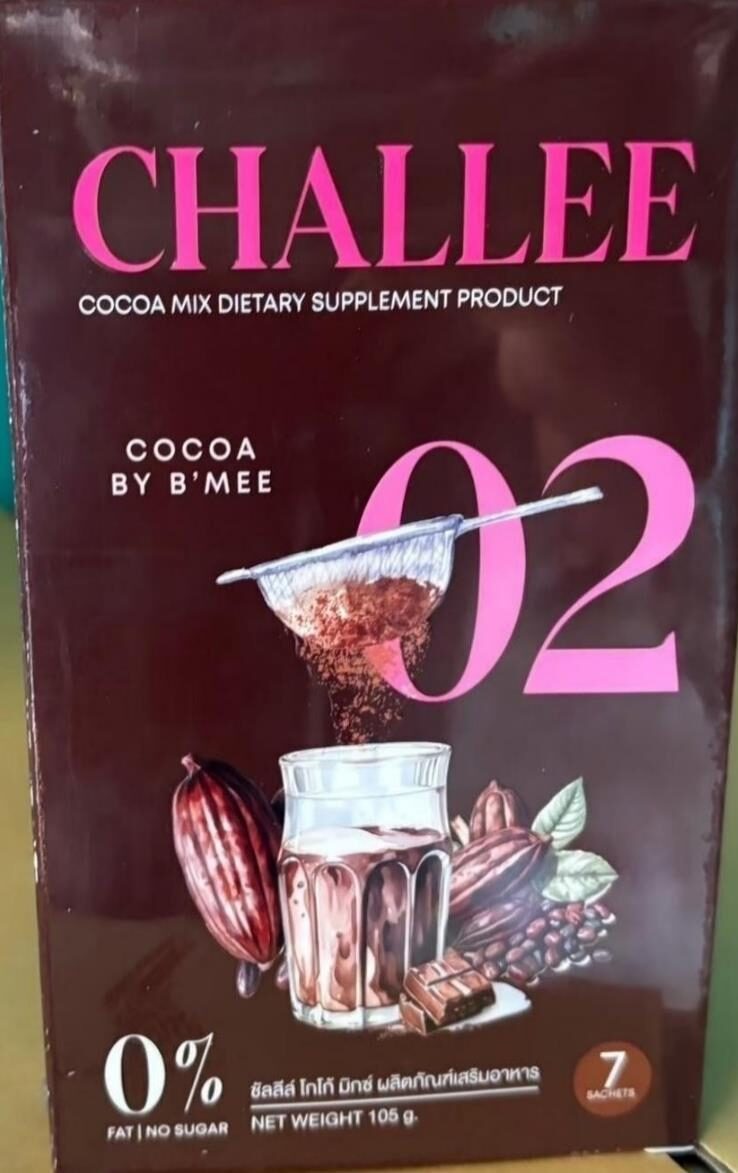 CHALLEE
COCOA MIX DIETARY SUPPLEMENT PRODUCT
COCOA
BY B'MEE
02
0%
FAT | NO SUGAR
ชัลลีล์ โกโก้ มิกซ์ ผลิตภัณฑ์เสริมอาหาร
NET WEIGHT 105 g.
7
SACHETS